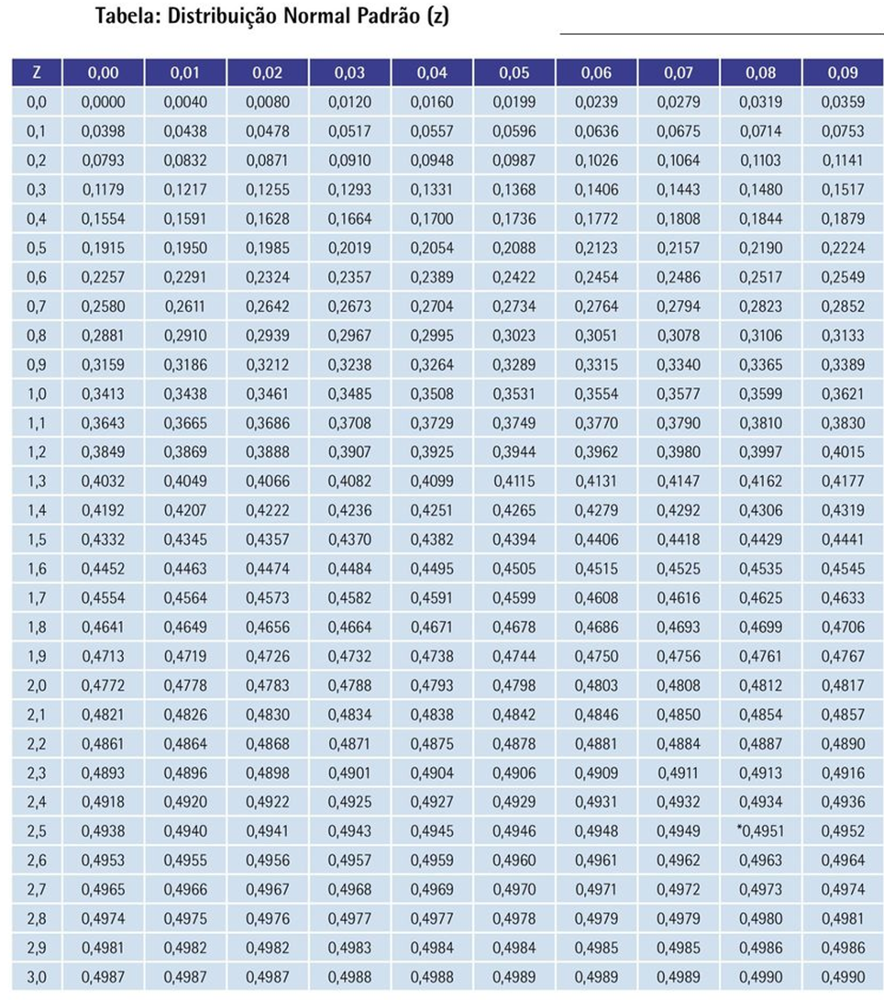 Tabela: Distribuição Normal Padrão (z)
Z 0,00 0,01 0,02 0,03 0,04 0,05 0,06 0,07 0,08 0,09
0,0 0,0000 0,0040 0,0080 0,0120 0,0160 0,0199 0,0239 0,0279 0,0319 0,0359
0,1 0,0398 0,0438 0,0478 0,0517 0,0557 0,0596 0,0636 0,0675 0,0714 0,0753
0,2 0,0793 0,0832 0,0871 0,0910 0,0948 0,0987 0,1026 0,1064 0,1103 0,1141
0,3 0,1179 0,1217 0,1255 0,1293 0,1331 0,1368 0,1406 0,1443 0,1480 0,1517
0,4 0,1554 0,1591 0,1628 0,1664 0,1700 0,1736 0,1772 0,1808 0,1844 0,1879
0,5 0,1915 0,1950 0,1985 0,2019 0,2054 0,2088 0,2123 0,2157 0,2190 0,2224
0,6 0,2257 0,2291 0,2324 0,2357 0,2389 0,2422 0,2454 0,2486 0,2517 0,2549
0,7 0,2580 0,2611 0,2642 0,2673 0,2704 0,2734 0,2764 0,2794 0,2823 0,2852
0,8 0,2881 0,2910 0,2939 0,2967 0,2995 0,3023 0,3051 0,3078 0,3106 0,3133
0,9 0,3159 0,3186 0,3212 0,3238 0,3264 0,3289 0,3315 0,3340 0,3365 0,3389
1,0 0,3413 0,3438 0,3461 0,3485 0,3508 0,3531 0,3554 0,3577 0,3599 0,3621
1,1 0,3643 0,3665 0,3686 0,3708 0,3729 0,3749 0,3770 0,3790 0,3810 0,3830
1,2 0,3849 0,3869 0,3888 0,3907 0,3925 0,3944 0,3962 0,3980 0,3997 0,4015
1,3 0,4032 0,4049 0,4066 0,4082 0,4099 0,4115 0,4131 0,4147 0,4162 0,4177
1,4 0,4192 0,4207 0,4222 0,4236 0,4251 0,4265 0,4279 0,4292 0,4306 0,4319
1,5 0,4332 0,4345 0,4357 0,4370 0,4382 0,4394 0,4406 0,4418 0,4429 0,4441
1,6 0,4452 0,4463 0,4474 0,4484 0,4495 0,4505 0,4515 0,4525 0,4535 0,4545
1,7 0,4554 0,4564 0,4573 0,4582 0,4591 0,4599 0,4608 0,4616 0,4625 0,4633
1,8 0,4641 0,4649 0,4656 0,4664 0,4671 0,4678 0,4686 0,4693 0,4699 0,4706
1,9 0,4713 0,4719 0,4726 0,4732 0,4738 0,4744 0,4750 0,4756 0,4761 0,4767
2,0 0,4772 0,4778 0,4783 0,4788 0,4793 0,4798 0,4803 0,4808 0,4812 0,4817
2,1 0,4821 0,4826 0,4830 0,4834 0,4838 0,4842 0,4846 0,4850 0,4854 0,4857
2,2 0,4861 0,4864 0,4868 0,4871 0,4875 0,4878 0,4881 0,4884 0,4887 0,4890
2,3 0,4893 0,4896 0,4898 0,4901 0,4904 0,4906 0,4909 0,4911 0,4913 0,4916
2,4 0,4918 0,4920 0,4922 0,4925 0,4927 0,4929 0,4931 0,4932 0,4934 0,4936
2,5 0,4938 0,4940 0,4941 0,4943 0,4945 0,4946 0,4948 0,4949 *0,4951 0,4952
2,6 0,4953 0,4955 0,4956 0,4957 0,4959 0,4960 0,4961 0,4962 0,4963 0,4964
2,7 0,4965 0,4966 0,4967 0,4968 0,4969 0,4970 0,4971 0,4972 0,4973 0,4974
2,8 0,4974 0,4975 0,4976 0,4977 0,4977 0,4978 0,4979 0,4979 0,4980 0,4981
2,9 0,4981 0,4982 0,4982 0,4983 0,4984 0,4984 0,4985 0,4985 0,4986 0,4986
3,0 0,4987 0,4987 0,4987 0,4988 0,4988 0,4989 0,4989 0,4989 0,4990 0,4990